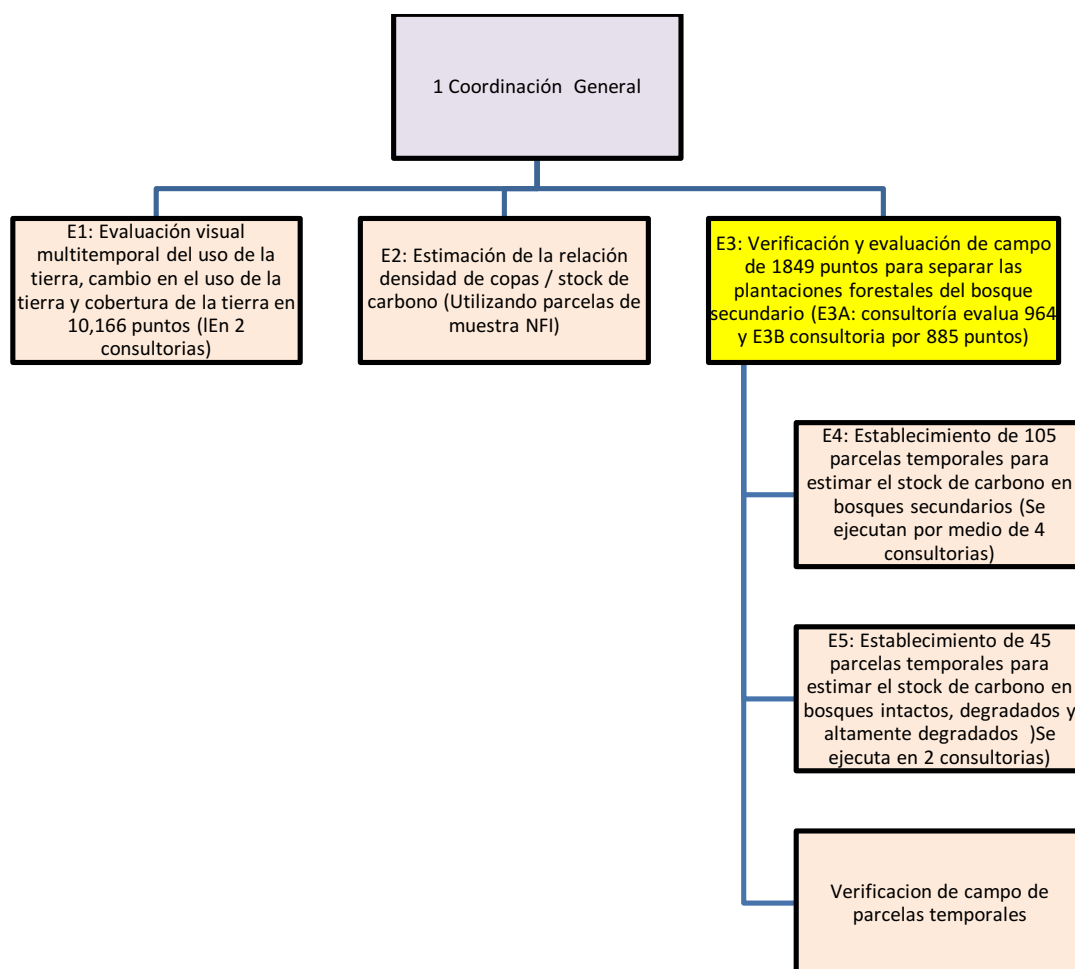 1 Coordinación  General
E1: Evaluación visual
multitemporal del uso de la
tierra, cambio en el uso de la
tierra y cobertura de la tierra en
10,166 puntos (lEn 2
consultorias)
E2: Estimación de la relación
densidad de copas / stock de
carbono (Utilizando parcelas de
muestra NFI)
E3: Verificación y evaluación de campo
de 1849 puntos para separar las
plantaciones forestales del bosque
secundario (E3A: consultoría evalua 964
y E3B consultoria por 885 puntos)
E4: Establecimiento de 105
parcelas temporales para
estimar el stock de carbono en
bosques secundarios (Se
ejecutan por medio de 4
consultorias)
E5: Establecimiento de 45
parcelas temporales para
estimar el stock de carbono en
bosques intactos, degradados y
altamente degradados  )Se
ejecuta en 2 consultorias)
Verificacion de campo de
parcelas temporales